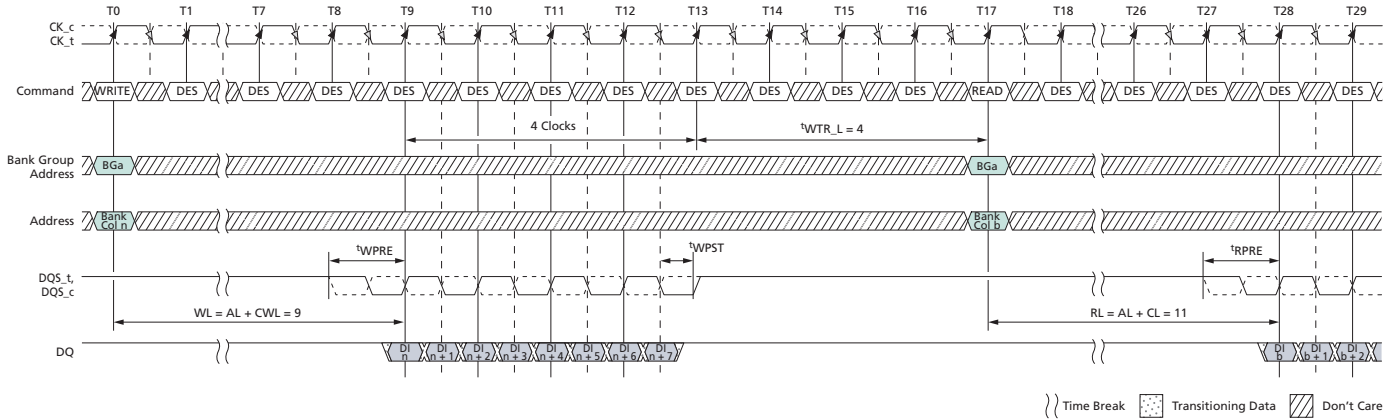 T0 T1 T7 T8 T9 T10 T11 T12 T13 T14 T15 T16 T17 T18 T26 T27 T28 T29
CK_c
CK_t
Command WRITE DES DES DES DES DES DES DES DES DES DES DES READ DES DES DES DES DES
4 Clocks tWTR_L = 4
Bank Group
Address
BGa BGa
Address
Bank
Col n
Bank
Col b
tWPRE tWPST tRPRE
DQS_t,
DQS_c
WL = AL + CWL = 9 RL = AL + CL = 11
DQ
DI
n
DI
n + 1
DI
n + 2
DI
n + 3
DI
n + 4
DI
n + 5
DI
n + 6
DI
n + 7
DI
b
DI
b + 1
DI
b + 2
Time Break Transitioning Data Don't Care